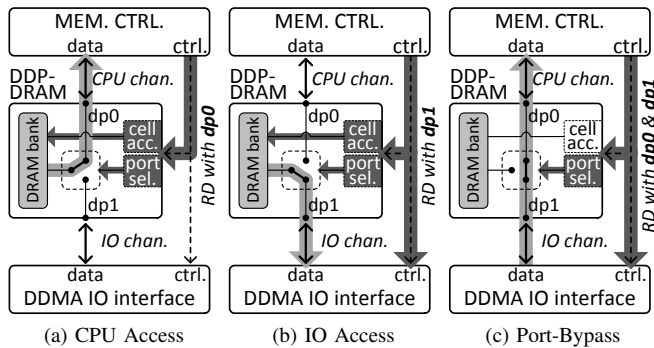 MEM. CTRL.
data
ctrl.
DDP-
DRAM
CPU chan.
dp0
DRAM bank
cell
acc.
port
sel.
RD with dp0
dp1
IO chan.
data
ctrl.
DDMA IO interface
(a) CPU Access
MEM. CTRL.
data
ctrl.
DDP-
DRAM
CPU chan.
dp0
DRAM bank
cell
acc.
port
sel.
RD with dp1
dp1
IO chan.
data
ctrl.
DDMA IO interface
(b) IO Access
MEM. CTRL.
data
ctrl.
DDP-
DRAM
CPU chan.
dp0
DRAM bank
cell
acc.
port
sel.
RD with dp0 & dp1
dp1
IO chan.
data
ctrl.
DDMA IO interface
(c) Port-Bypass